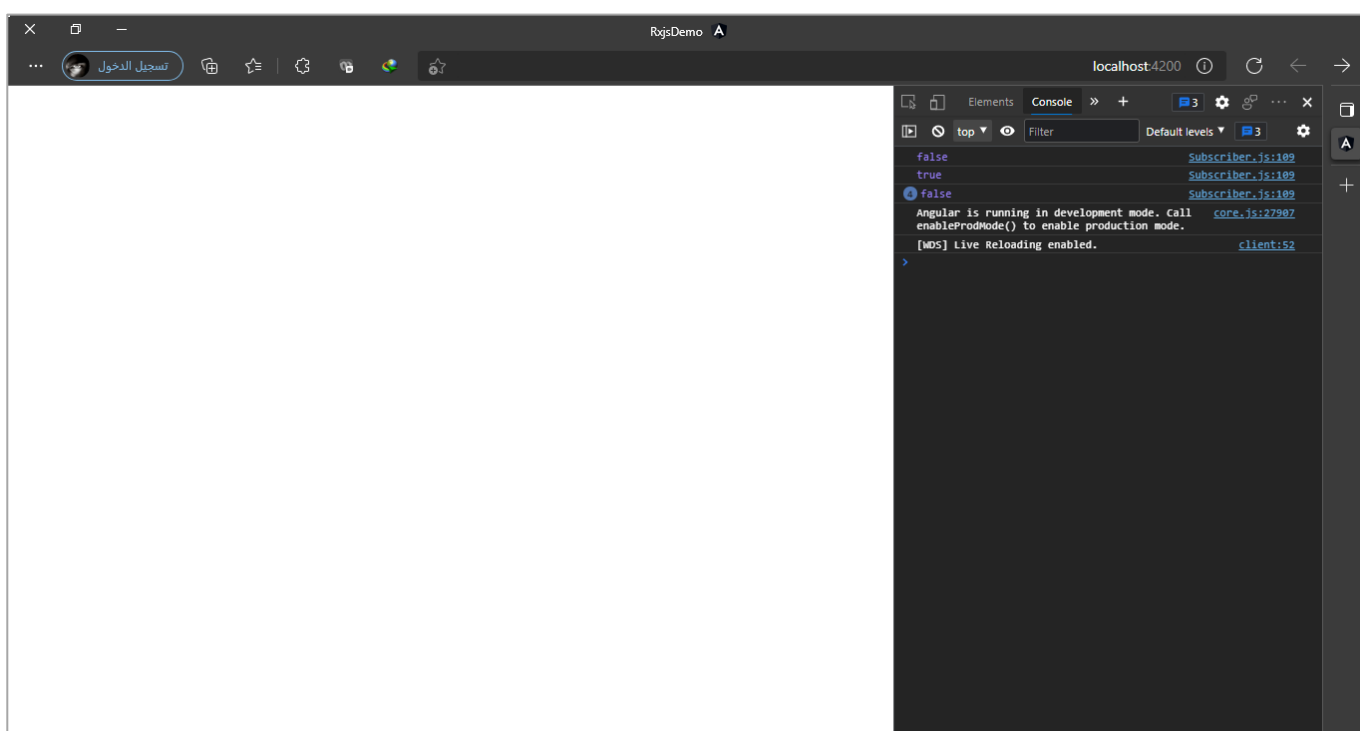 RxjsDemo
تسجيل الدخول
localhost:4200
Elements Console
3
top Filter Default levels 3
false Subscriber.js:109
true Subscriber.js:109
4 false Subscriber.js:109
Angular is running in development mode. Call core.js:27907
enableProdMode() to enable production mode.
[WDS] Live Reloading enabled. client:52